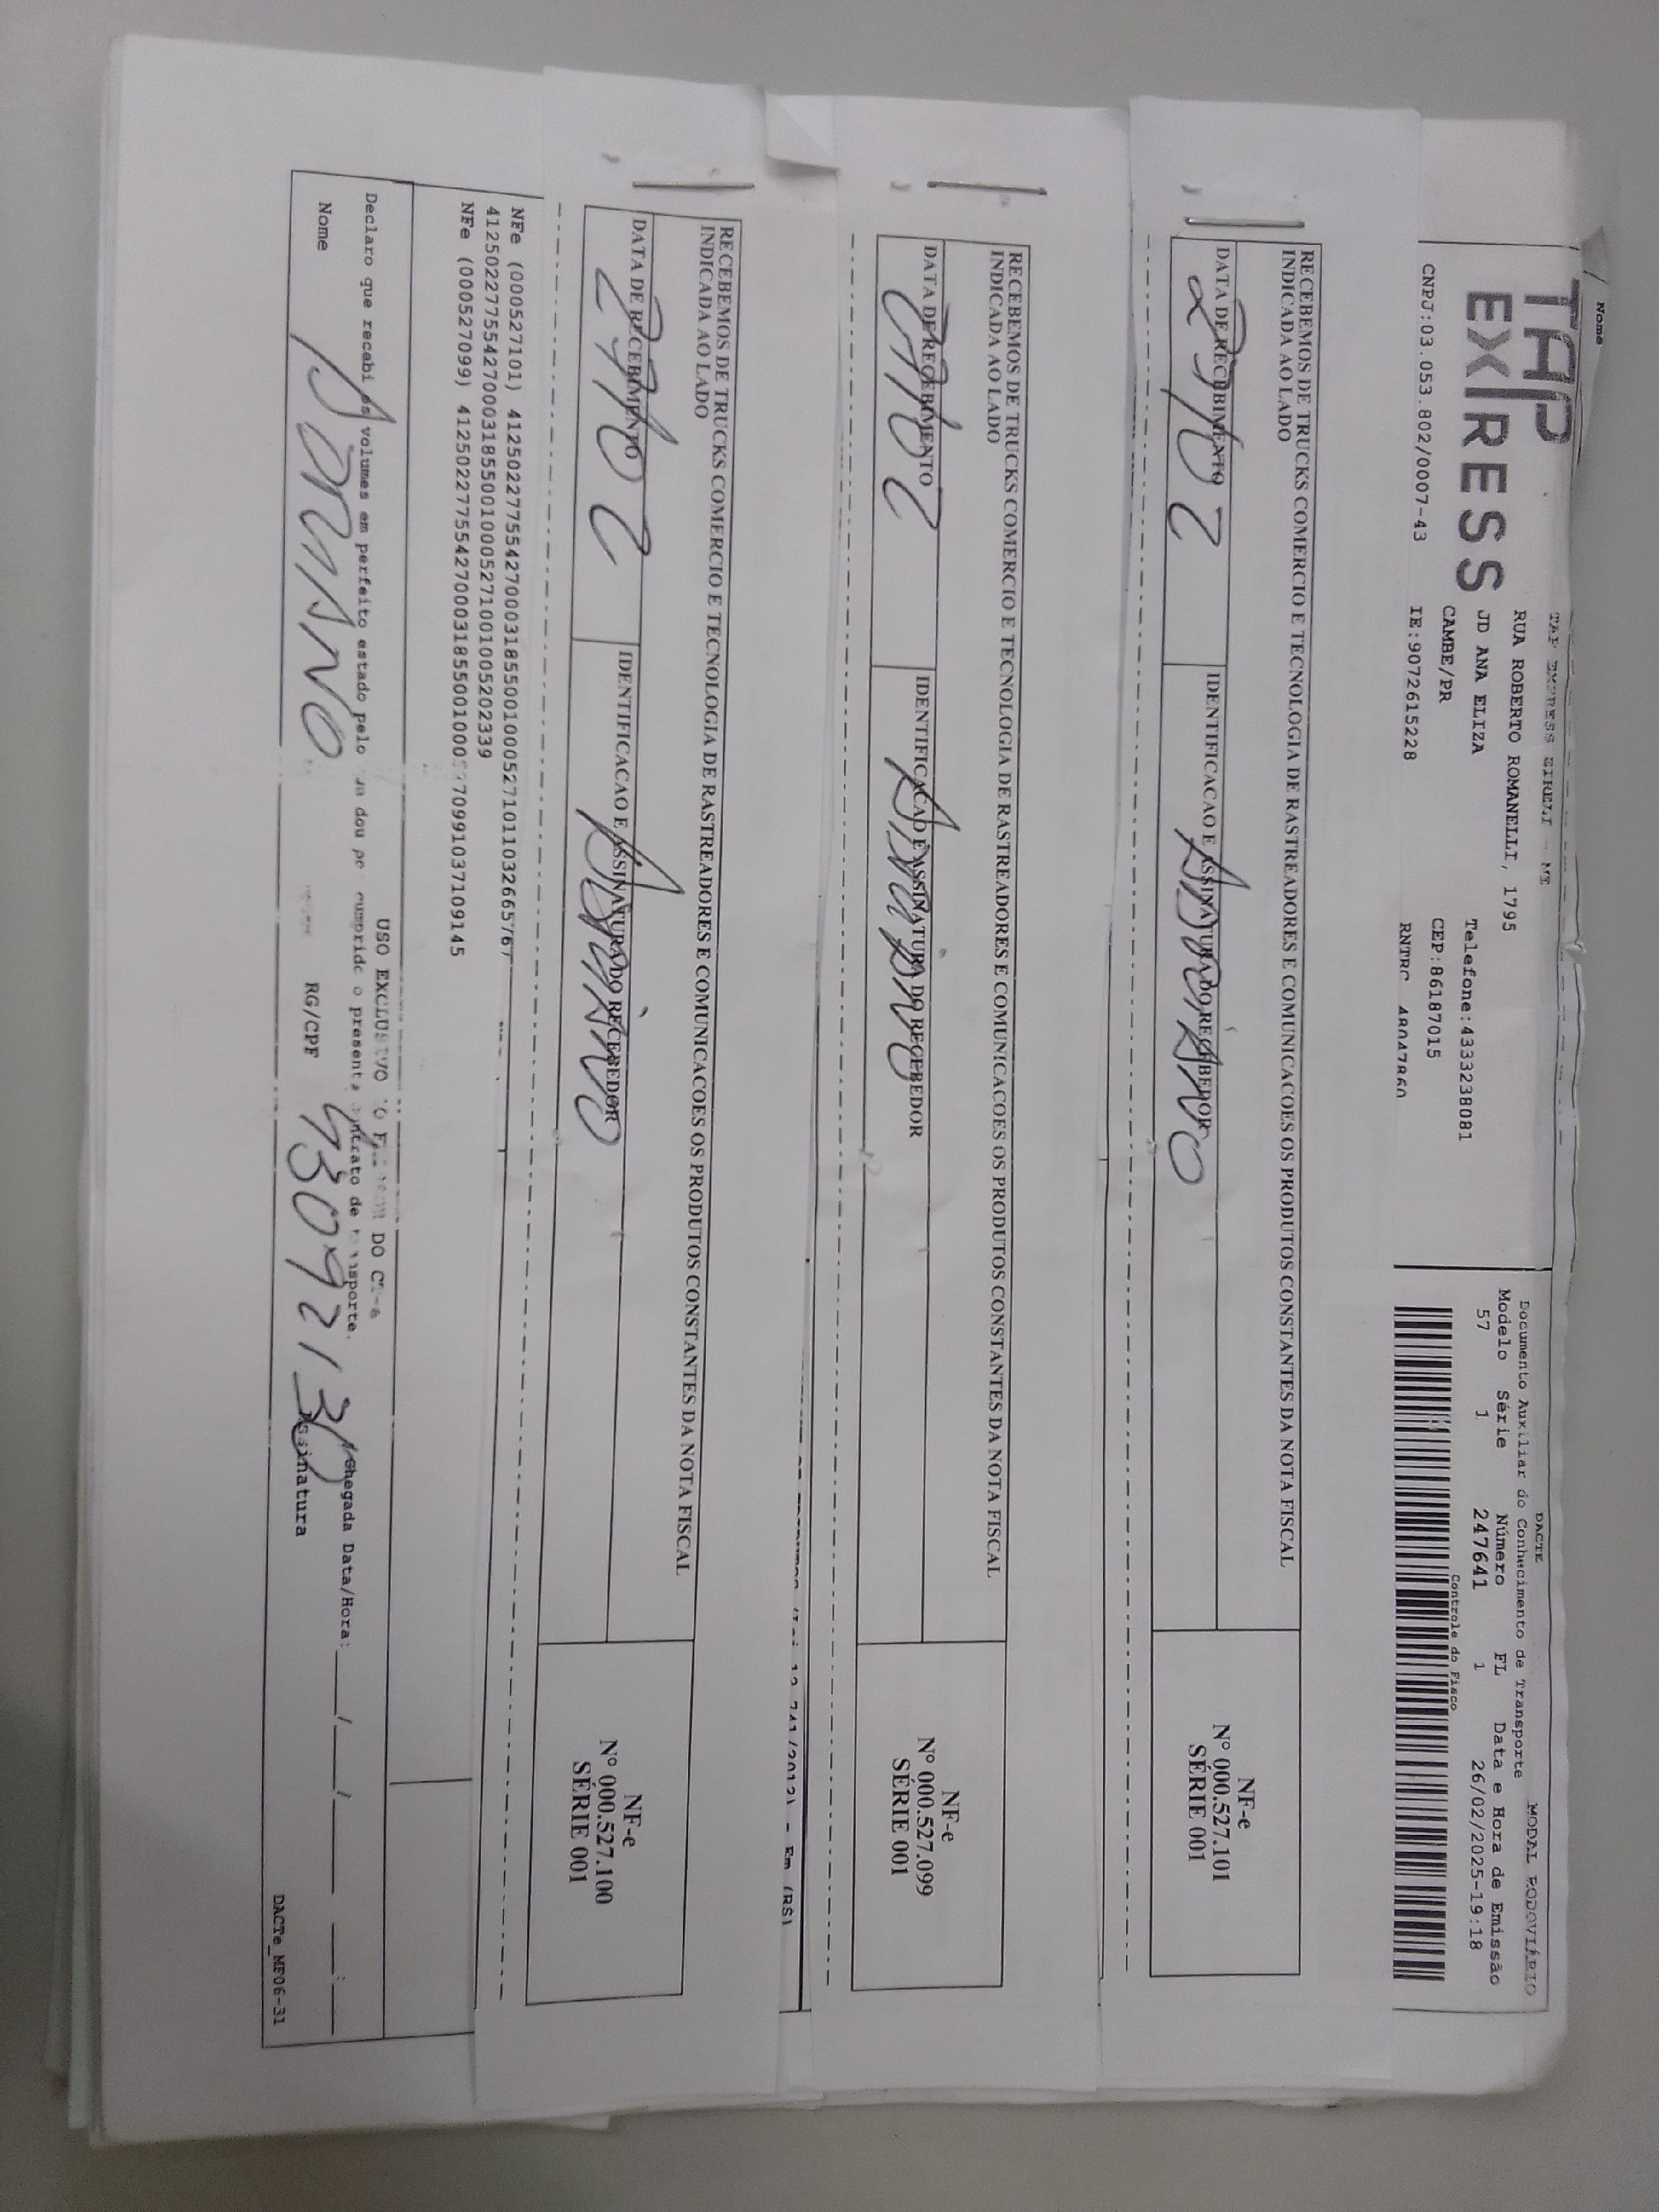 Nome
TAP
EXPRESS
TAP EXPRESS EIRELI - ME
RUA ROBERTO ROMANELLI, 1795
JD ANA ELIZA
CAMBE/PR
Telefone:4333238081
CEP:86187015
CNPJ:03.053.802/0007-43
IE:9072615228
RNTRC
DACTE
Documento Auxiliar do Conhecimento de Transporte
MODAL RODOVIÁRIO
Modelo Série Número FL Data e Hora de Emissão
57 1 247641 1 26/02/2025-19:18
Controle do Fisco
RECEBEMOS DE TRUCKS COMERCIO E TECNOLOGIA DE RASTREADORES E COMUNICACOES OS PRODUTOS CONSTANTES DA NOTA FISCAL
INDICADA AO LADO
DATA DE RECEBIMENTO
IDENTIFICACAO E ASSINATURA DO RECEBEDOR
NF-e
Nº 000.527.101
SÉRIE 001
RECEBEMOS DE TRUCKS COMERCIO E TECNOLOGIA DE RASTREADORES E COMUNICACOES OS PRODUTOS CONSTANTES DA NOTA FISCAL
INDICADA AO LADO
DATA DE RECEBIMENTO
IDENTIFICACAO E ASSINATURA DO RECEBEDOR
NF-e
Nº 000.527.099
SÉRIE 001
RECEBEMOS DE TRUCKS COMERCIO E TECNOLOGIA DE RASTREADORES E COMUNICACOES OS PRODUTOS CONSTANTES DA NOTA FISCAL
INDICADA AO LADO
DATA DE RECEBIMENTO
IDENTIFICACAO E ASSINATURA DO RECEBEDOR
NF-e
Nº 000.527.100
SÉRIE 001
NFe (000527101) 41250227755427000318550010005271011032665767
41250227755427000318550010005271001005202339
NFe (000527099) 41250227755427000318550010005270991037109145
USO EXCLUSIVO DO DO CT-e
Declaro que recebi os volumes em perfeito estado pelo que dou por cumprido o presente contrato de transporte.
Chegada Data/Hora: ___/___/___ __:__
Nome
RG/CPF 93092130
Assinatura
DACTe_MF06-31